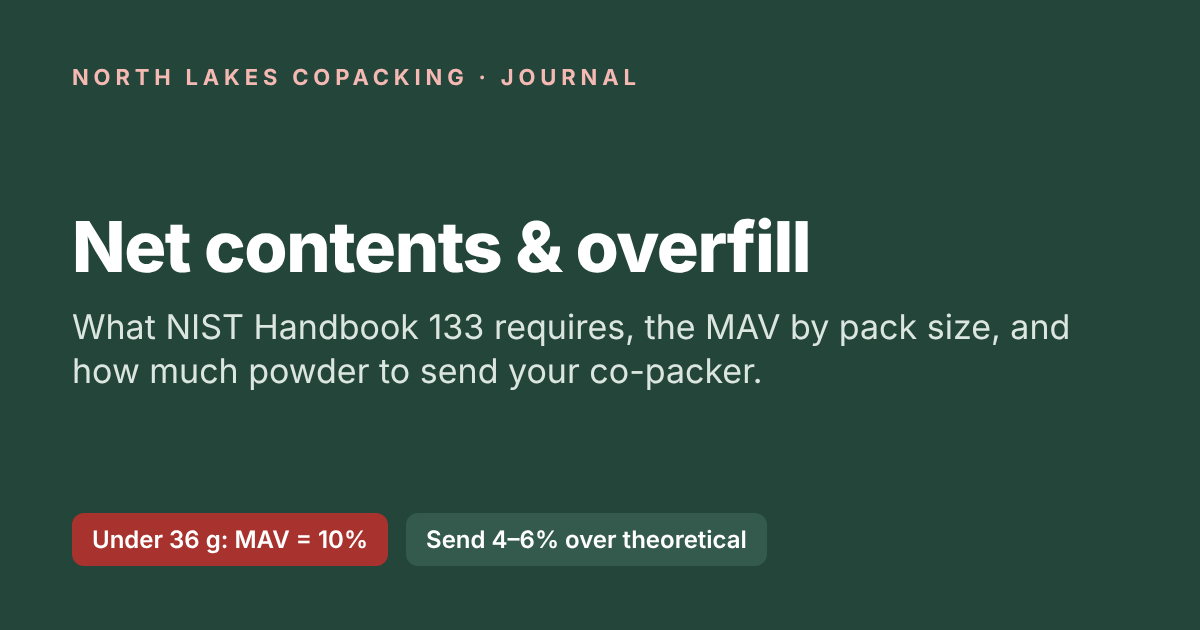 NORTH LAKES COPACKING · JOURNAL
Net contents & overfill
What NIST Handbook 133 requires, the MAV by pack size, and
how much powder to send your co-packer.
Under 36 g: MAV = 10%
Send 4–6% over theoretical